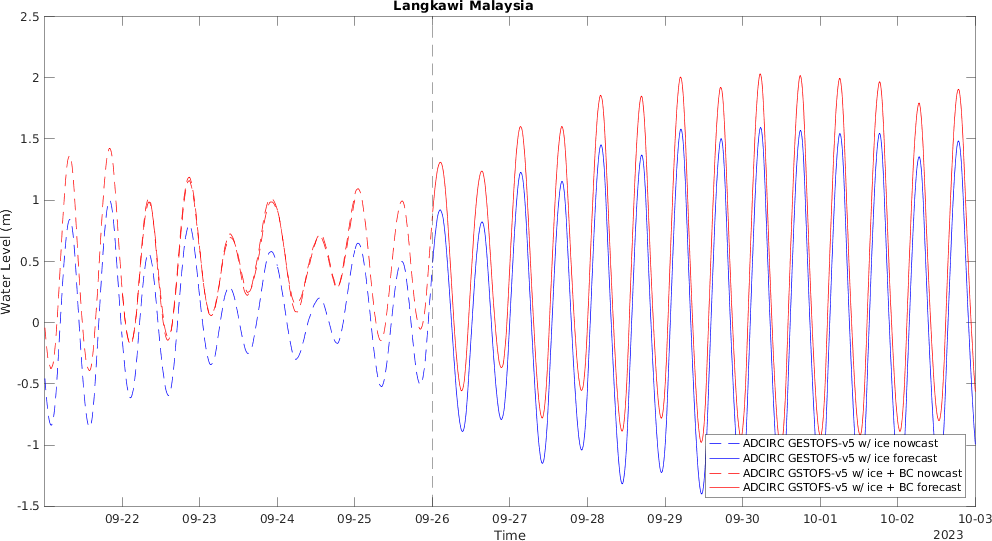 Langkawi Malaysia
2.5
2
1.5
1
0.5
0
-0.5
-1
-1.5
Water Level (m)
ADCIRC GESTOFS-v5 w/ ice nowcast
ADCIRC GESTOFS-v5 w/ ice forecast
ADCIRC GSTOFS-v5 w/ ice + BC nowcast
ADCIRC GSTOFS-v5 w/ ice + BC forecast
09-22 09-23 09-24 09-25 09-26 09-27 09-28 09-29 09-30 10-01 10-02 10-03
Time
2023